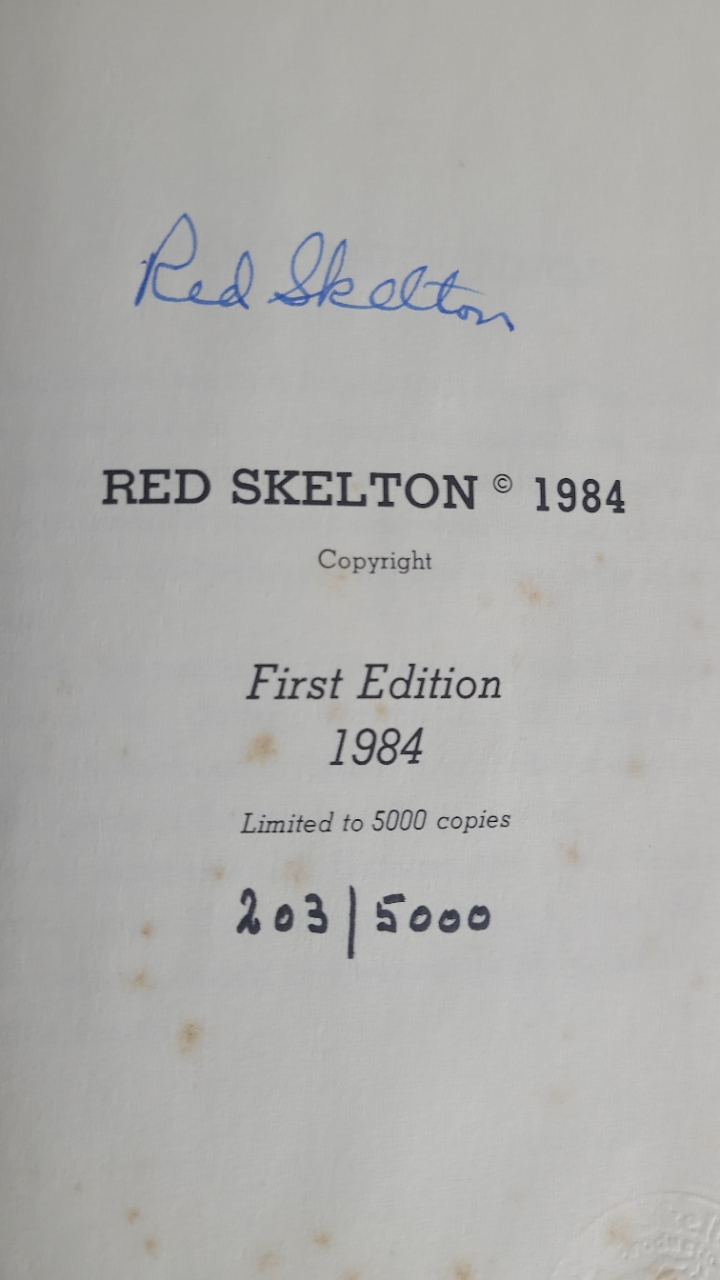 Red Skelton
RED SKELTON © 1984
Copyright
First Edition
1984
Limited to 5000 copies
203/5000